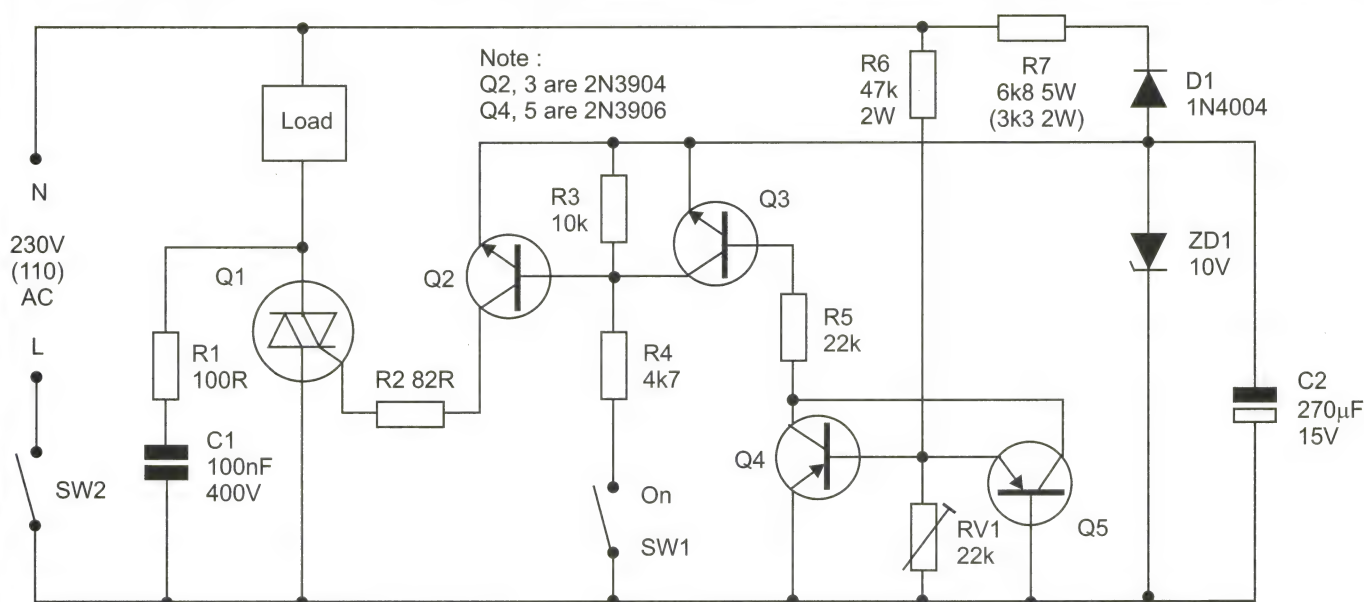 Note :
Q2, 3 are 2N3904
Q4, 5 are 2N3906
R6
47k
2W
R7
6k8 5W
(3k3 2W)
D1
1N4004
Load
N
230V
(110)
AC
L
Q1
R3
10k
Q3
Q2
ZD1
10V
R1
100R
R2 82R
R4
4k7
R5
22k
C2
270µF
15V
C1
100nF
400V
SW2
Q4
On
SW1
RV1
22k
Q5